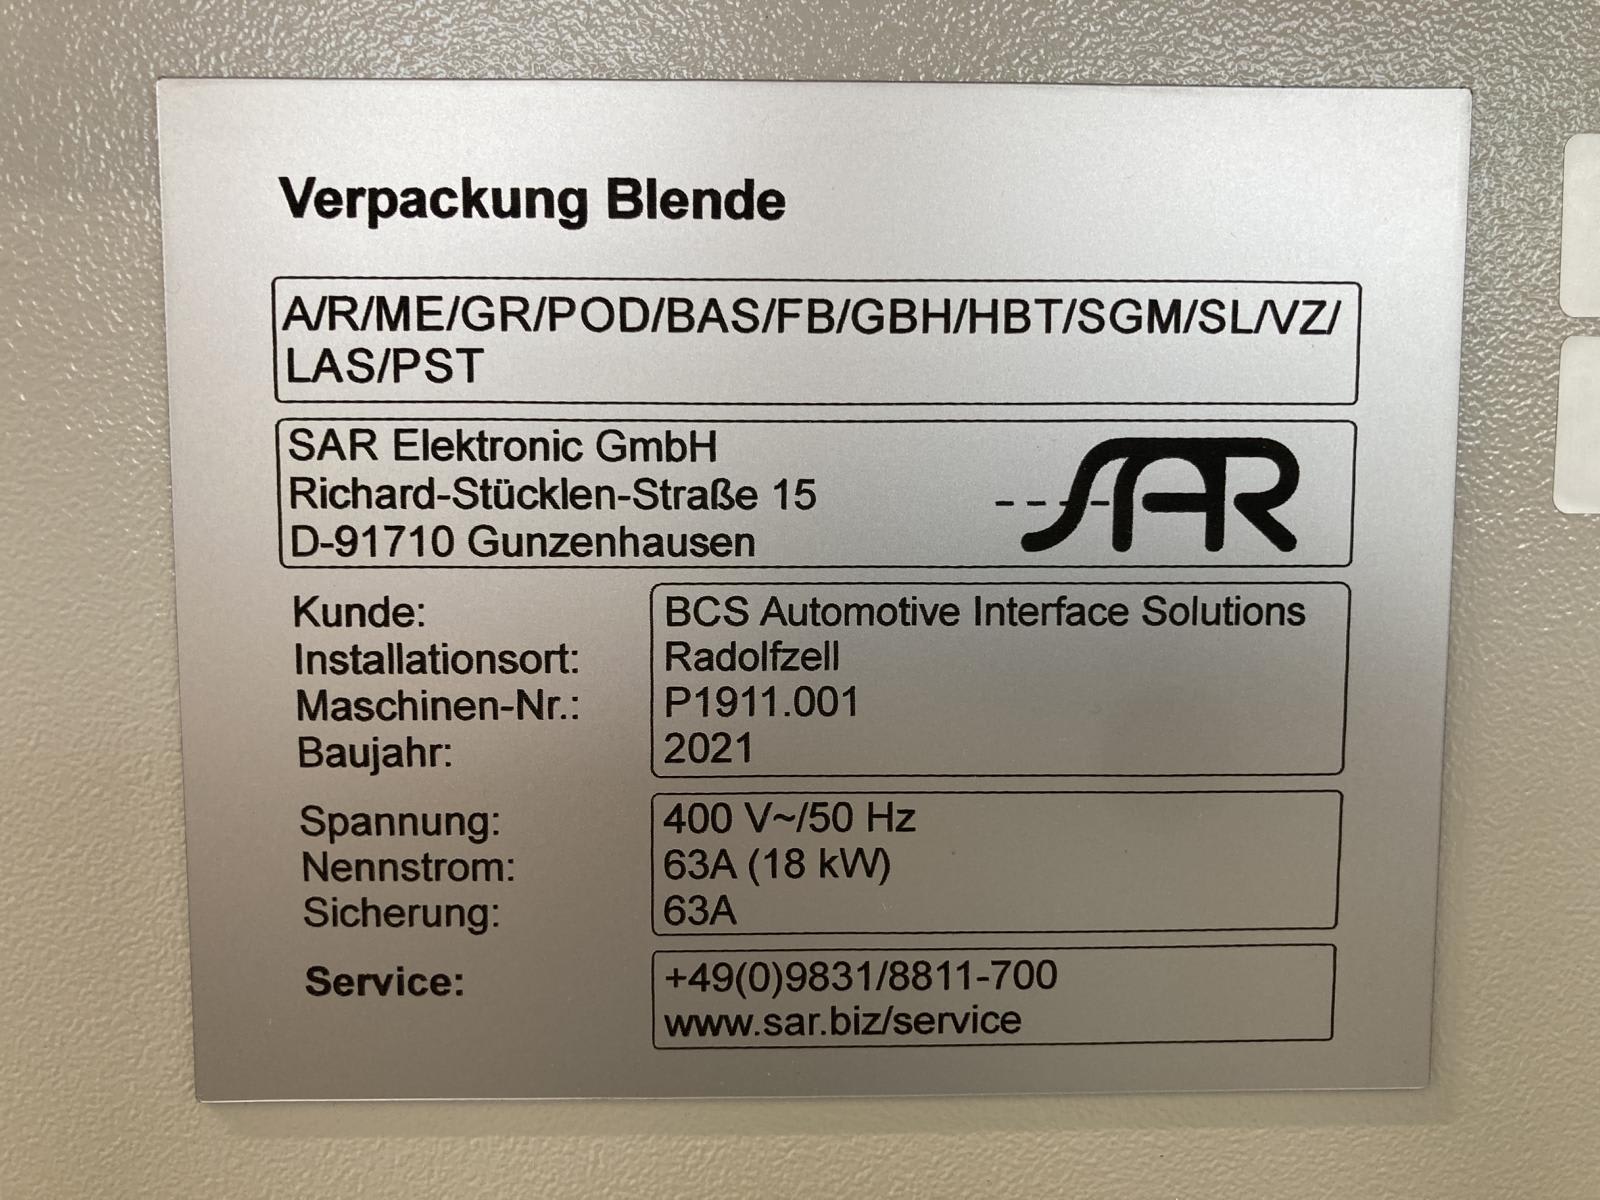 Verpackung Blende
A/R/ME/GR/POD/BAS/FB/GBH/HBT/SGM/SL/VZ/
LAS/PST
SAR Elektronic GmbH
Richard-Stücklen-Straße 15
D-91710 Gunzenhausen
SAR
Kunde: BCS Automotive Interface Solutions
Installationsort: Radolfzell
Maschinen-Nr.: P1911.001
Baujahr: 2021
Spannung: 400 V~/50 Hz
Nennstrom: 63A (18 kW)
Sicherung: 63A
Service: +49(0)9831/8811-700
www.sar.biz/service